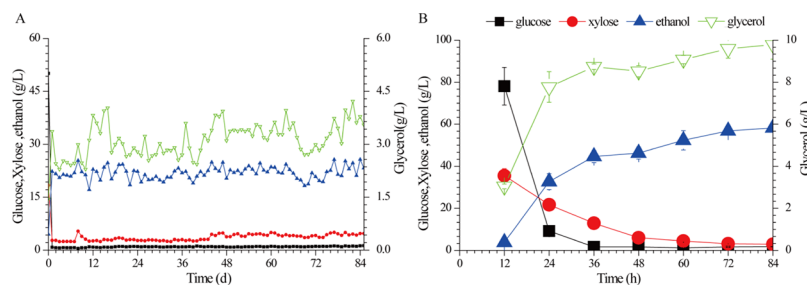 A
B
glucose xylose ethanol glycerol
Glucose,Xylose ,ethanol (g/L)
60
45
30
15
0
6.0
4.5
3.0
1.5
0.0
Glycerol(g/L)
0 12 24 36 48 60 72 84
Time (d)
Glucose,Xylose ,ethanol(g/L)
100
80
60
40
20
0
10
8
6
4
2
0
Glycerol(g/L)
0 12 24 36 48 60 72 84
Time (h)